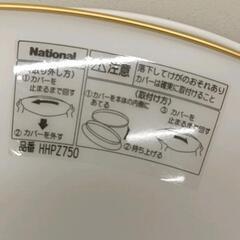 National
⚠注意
落下してけがのおそれあり
カバーは確実に取付けること
(取り外し方)
① カバーを
止まるまで回す
② カバーを外す
(取付け方)
① カバーを本体の内側に
あてる
② 持ち上げる
③ カバーを
止まるまで回す
品番 HHPZ750